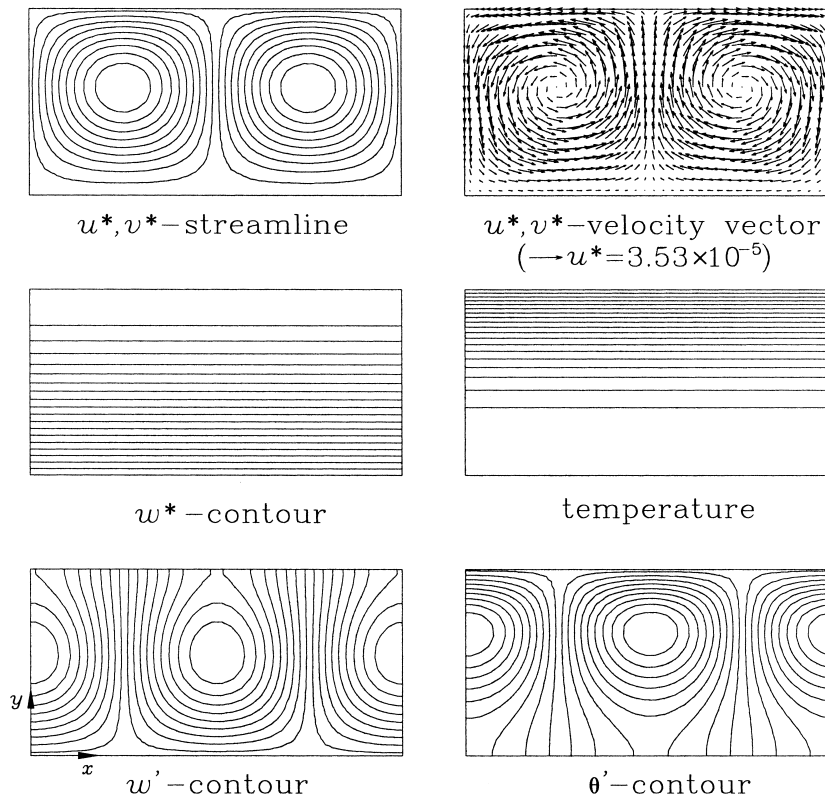 u*,v*−streamline
u*,v*−velocity vector
(→u*=3.53×10⁻⁵)
w*−contour
temperature
y
x
w'−contour
θ'−contour